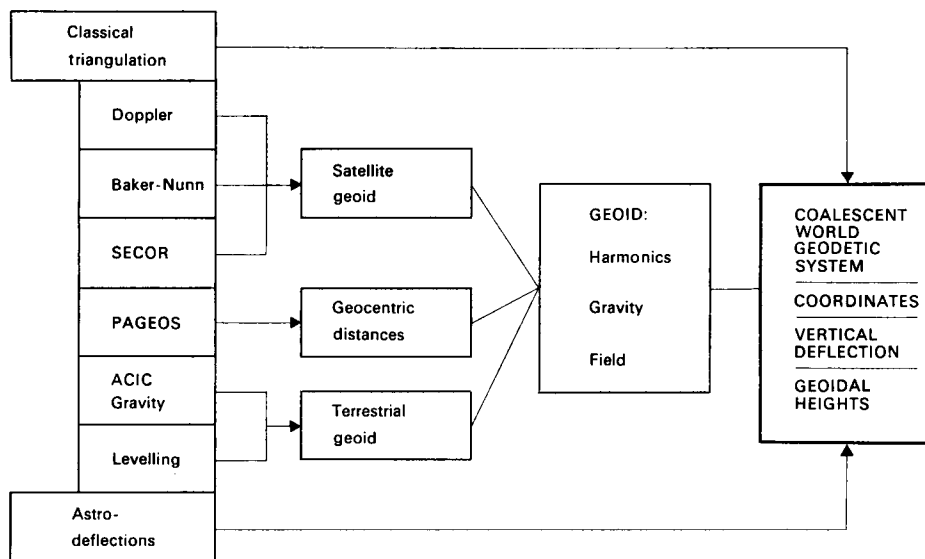 Classical
triangulation
Doppler
Baker-Nunn
SECOR
PAGEOS
ACIC
Gravity
Levelling
Astro-
deflections
Satellite
geoid
Geocentric
distances
Terrestrial
geoid
GEOID:
Harmonics
Gravity
Field
COALESCENT
WORLD
GEODETIC
SYSTEM
COORDINATES
VERTICAL
DEFLECTION
GEOIDAL
HEIGHTS